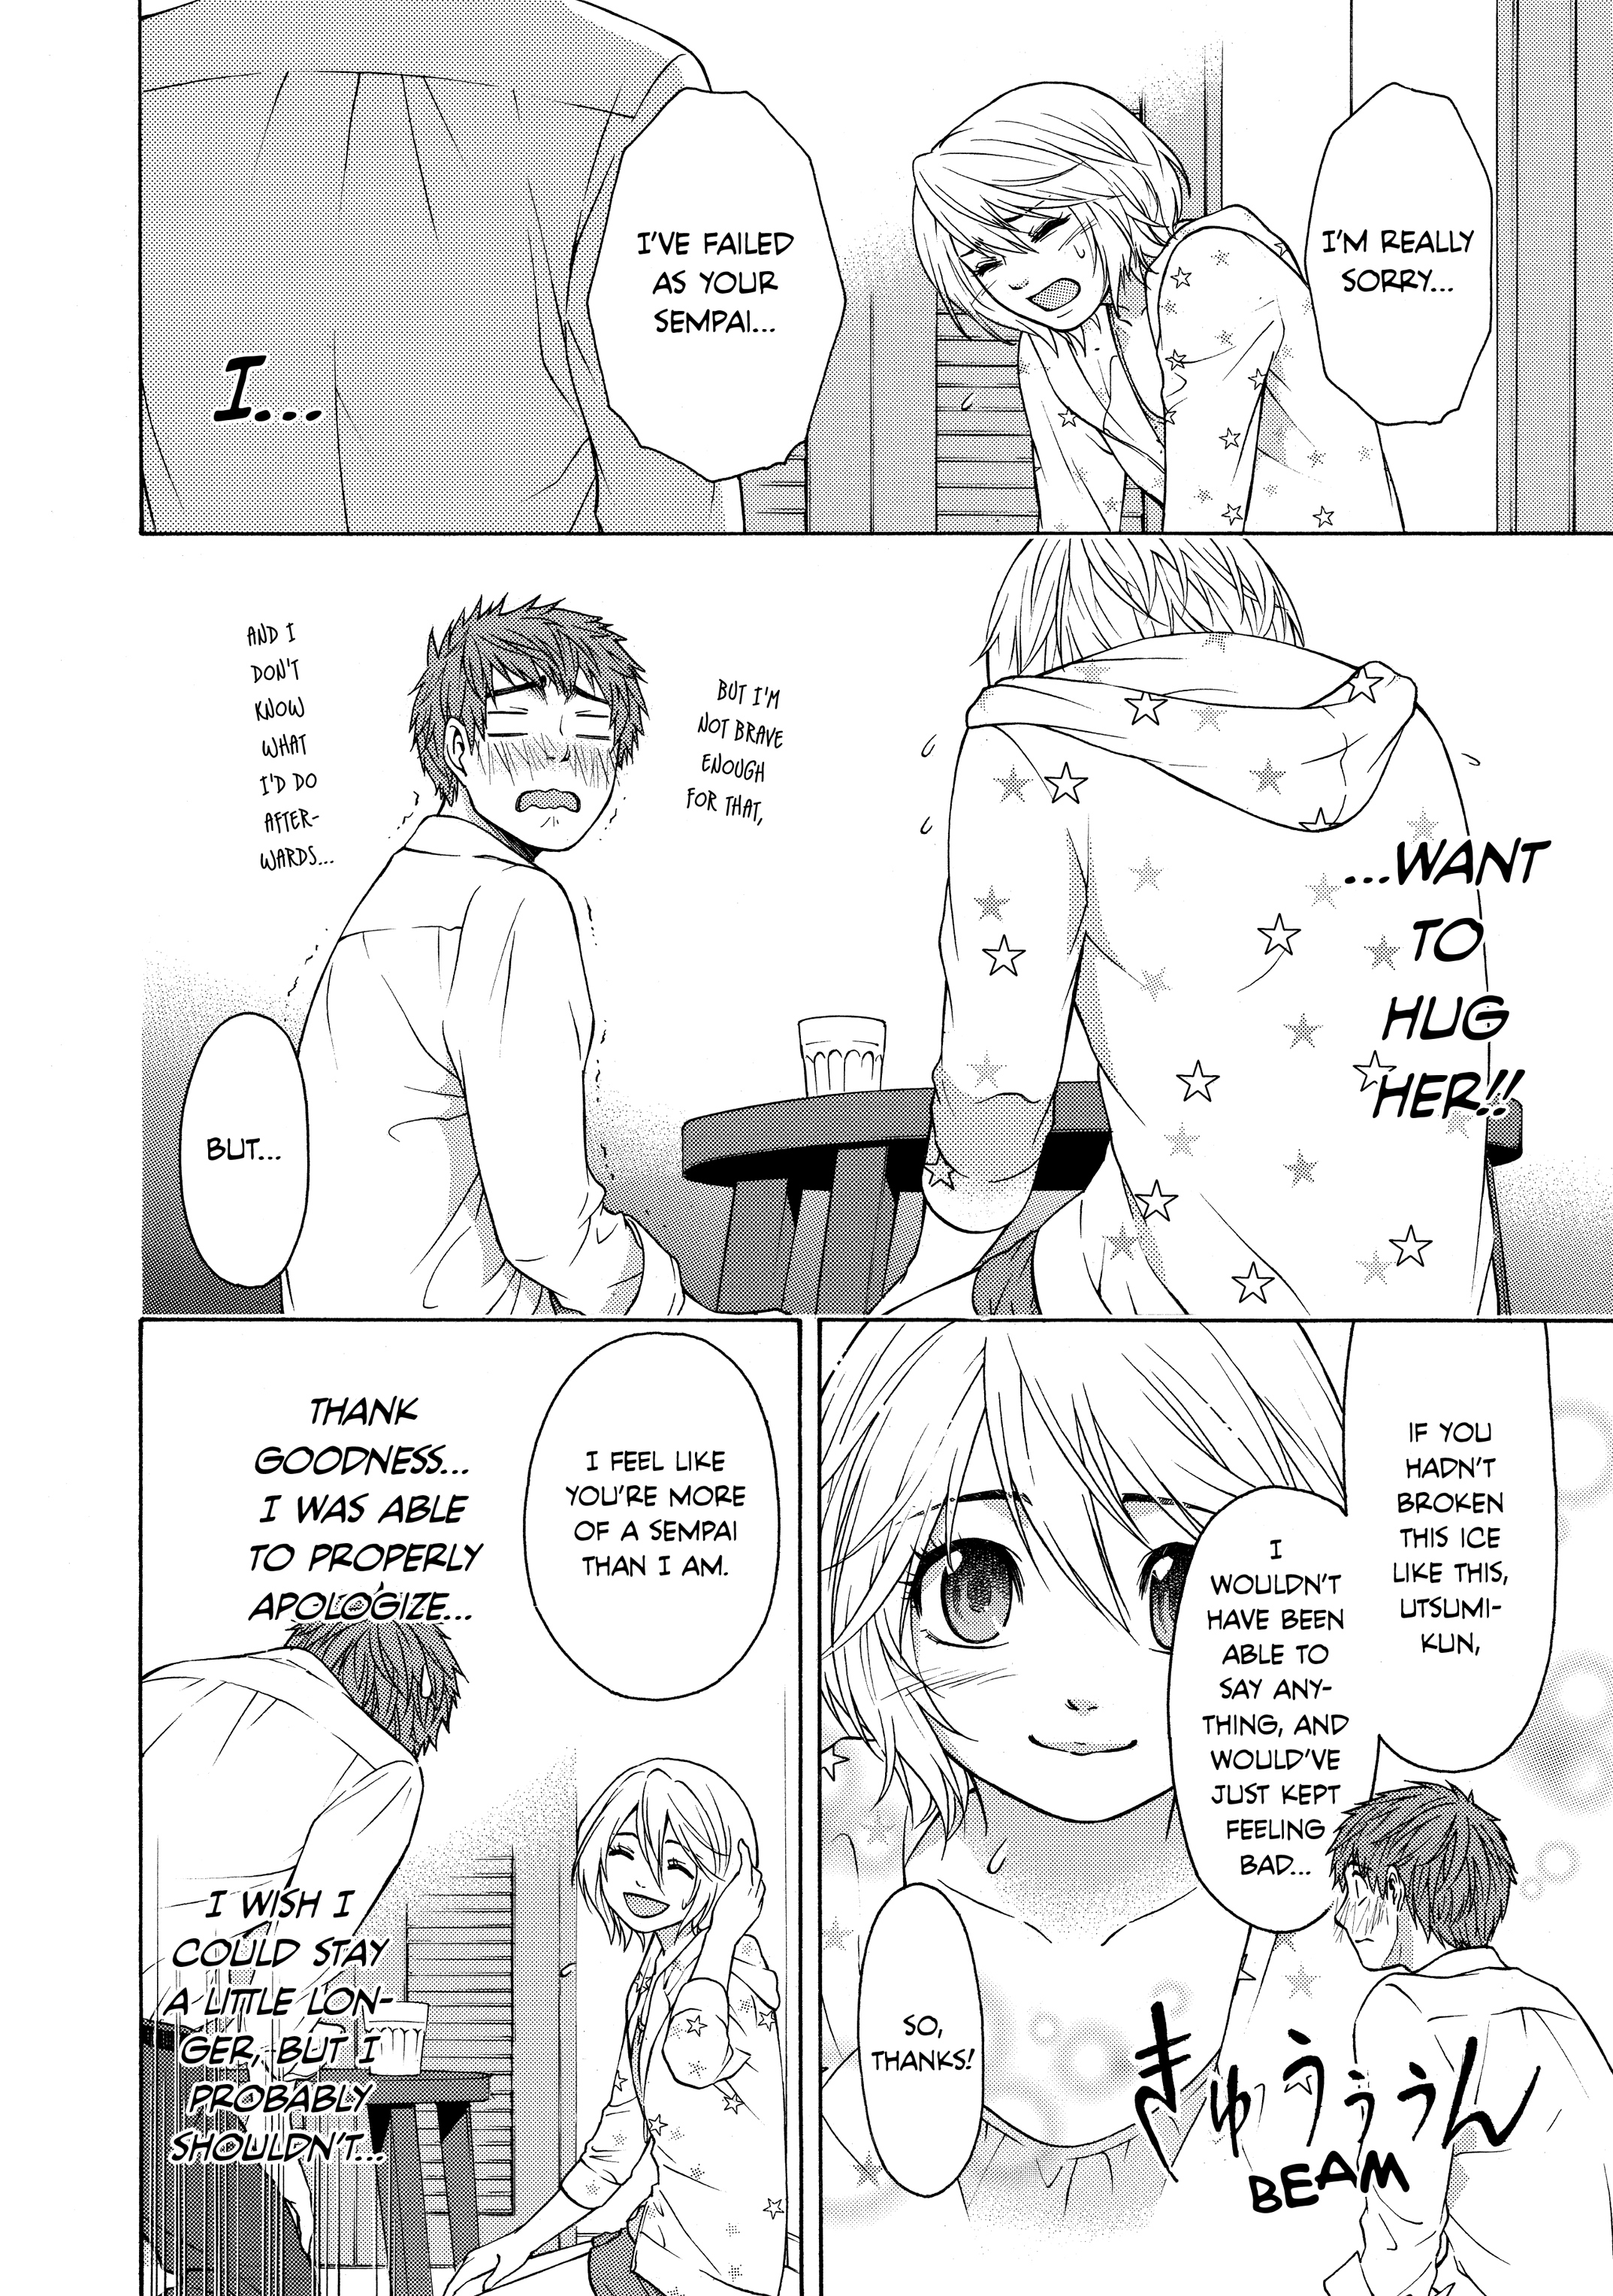 I'M REALLY
SORRY...
I'VE FAILED
AS YOUR
SEMPAI...
I...
...WANT
TO
HUG
HER!!
BUT I'M
NOT BRAVE
ENOUGH
FOR THAT,
AND I
DON'T
KNOW
WHAT
I'D DO
AFTER-
WARDS...
BUT...
IF YOU
HADN'T
BROKEN
THIS ICE
LIKE THIS,
UTSUMI-
KUN,
I
WOULDN'T
HAVE BEEN
ABLE TO
SAY ANY-
THING, AND
WOULD'VE
JUST KEPT
FEELING
BAD...
SO,
THANKS!
きゅうぅぅん
BEAM
I FEEL LIKE
YOU'RE MORE
OF A SEMPAI
THAN I AM.
THANK
GOODNESS...
I WAS ABLE
TO PROPERLY
APOLOGIZE...
I WISH I
COULD STAY
A LITTLE LON-
GER, BUT I
PROBABLY
SHOULDN'T...